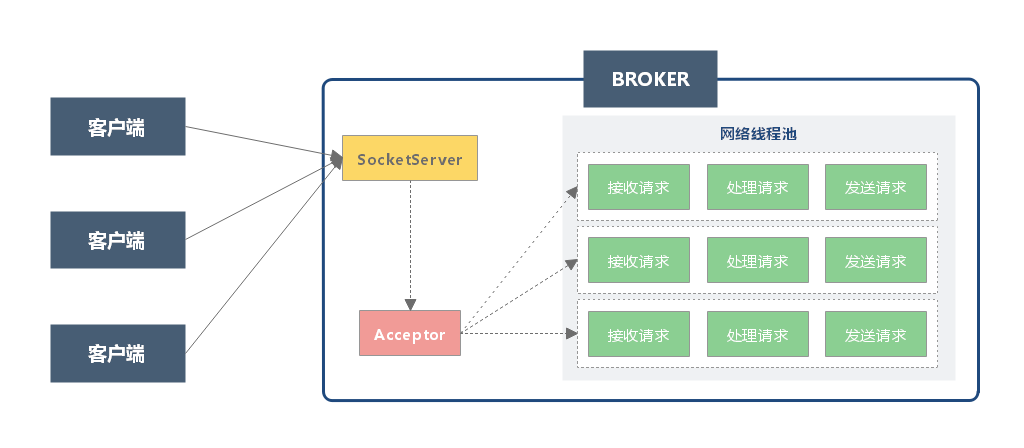 BROKER
客户端
客户端
客户端
SocketServer
Acceptor
网络线程池
接收请求 处理请求 发送请求
接收请求 处理请求 发送请求
接收请求 处理请求 发送请求